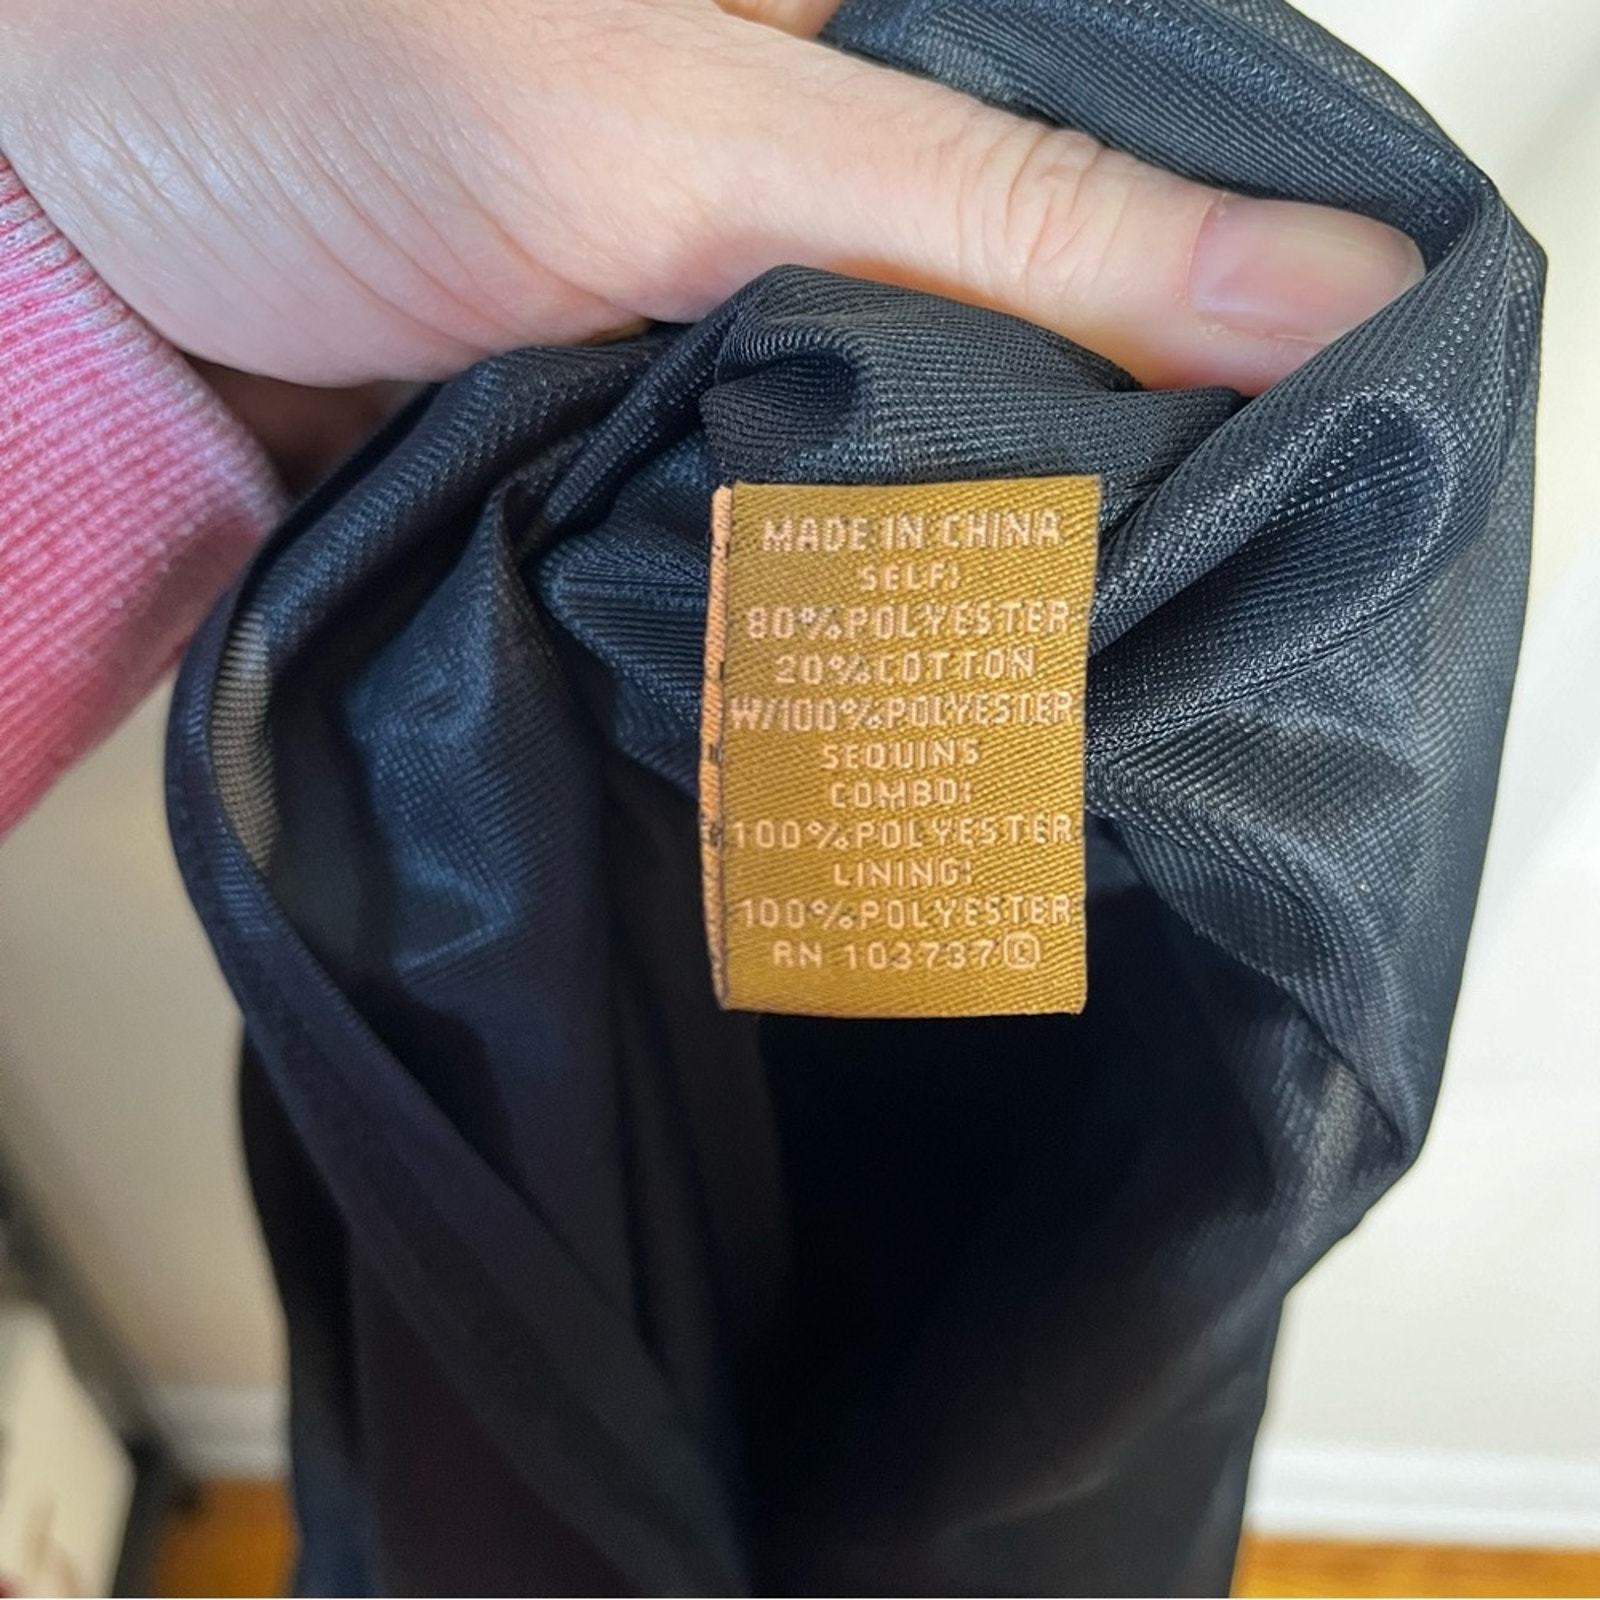 MADE IN CHINA
SELF:
80%POLYESTER
20%COTTON
W/100%POLYESTER
SEQUINS
COMBO:
100%POLYESTER
LINING:
100%POLYESTER
RN 103737©